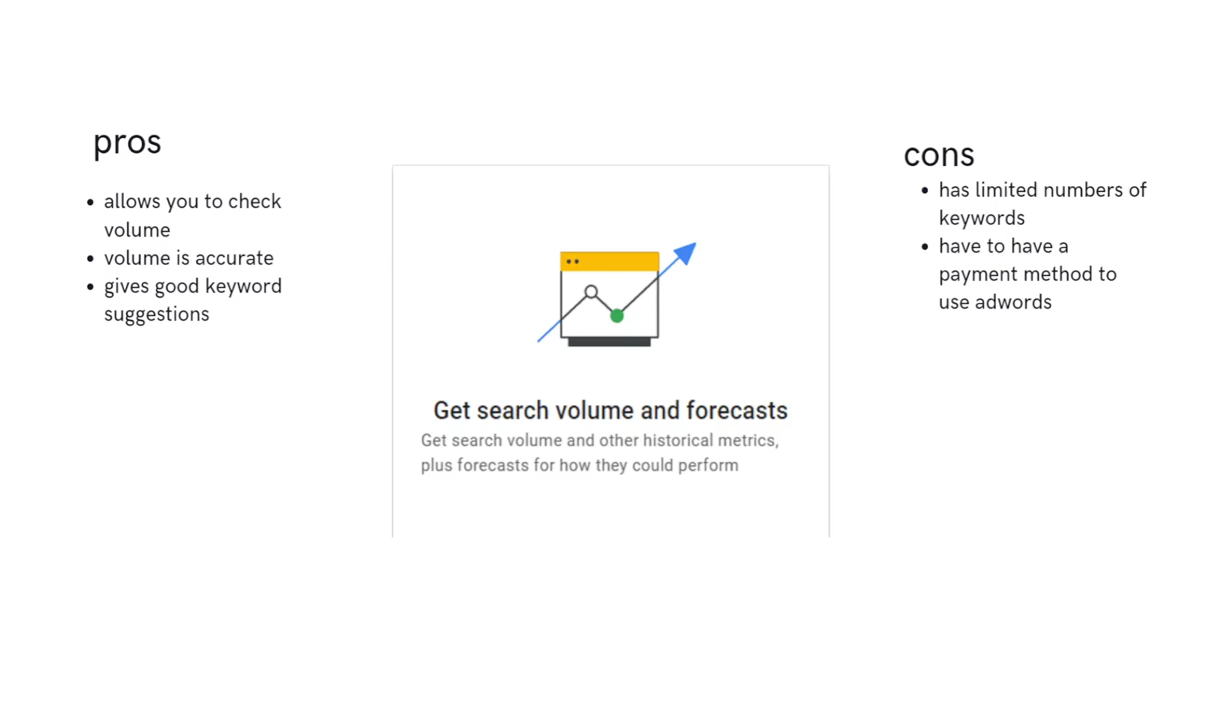 pros
• allows you to check
volume
• volume is accurate
• gives good keyword
suggestions
Get search volume and forecasts
Get search volume and other historical metrics,
plus forecasts for how they could perform
cons
• has limited numbers of
keywords
• have to have a
payment method to
use adwords